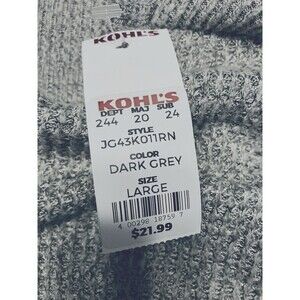 KOHL'S
KOHL'S
DEPT MAJ SUB
244 20 24
STYLE
JG43K011RN
COLOR
DARK GREY
SIZE
LARGE
4 00298 18759 7
$21.99